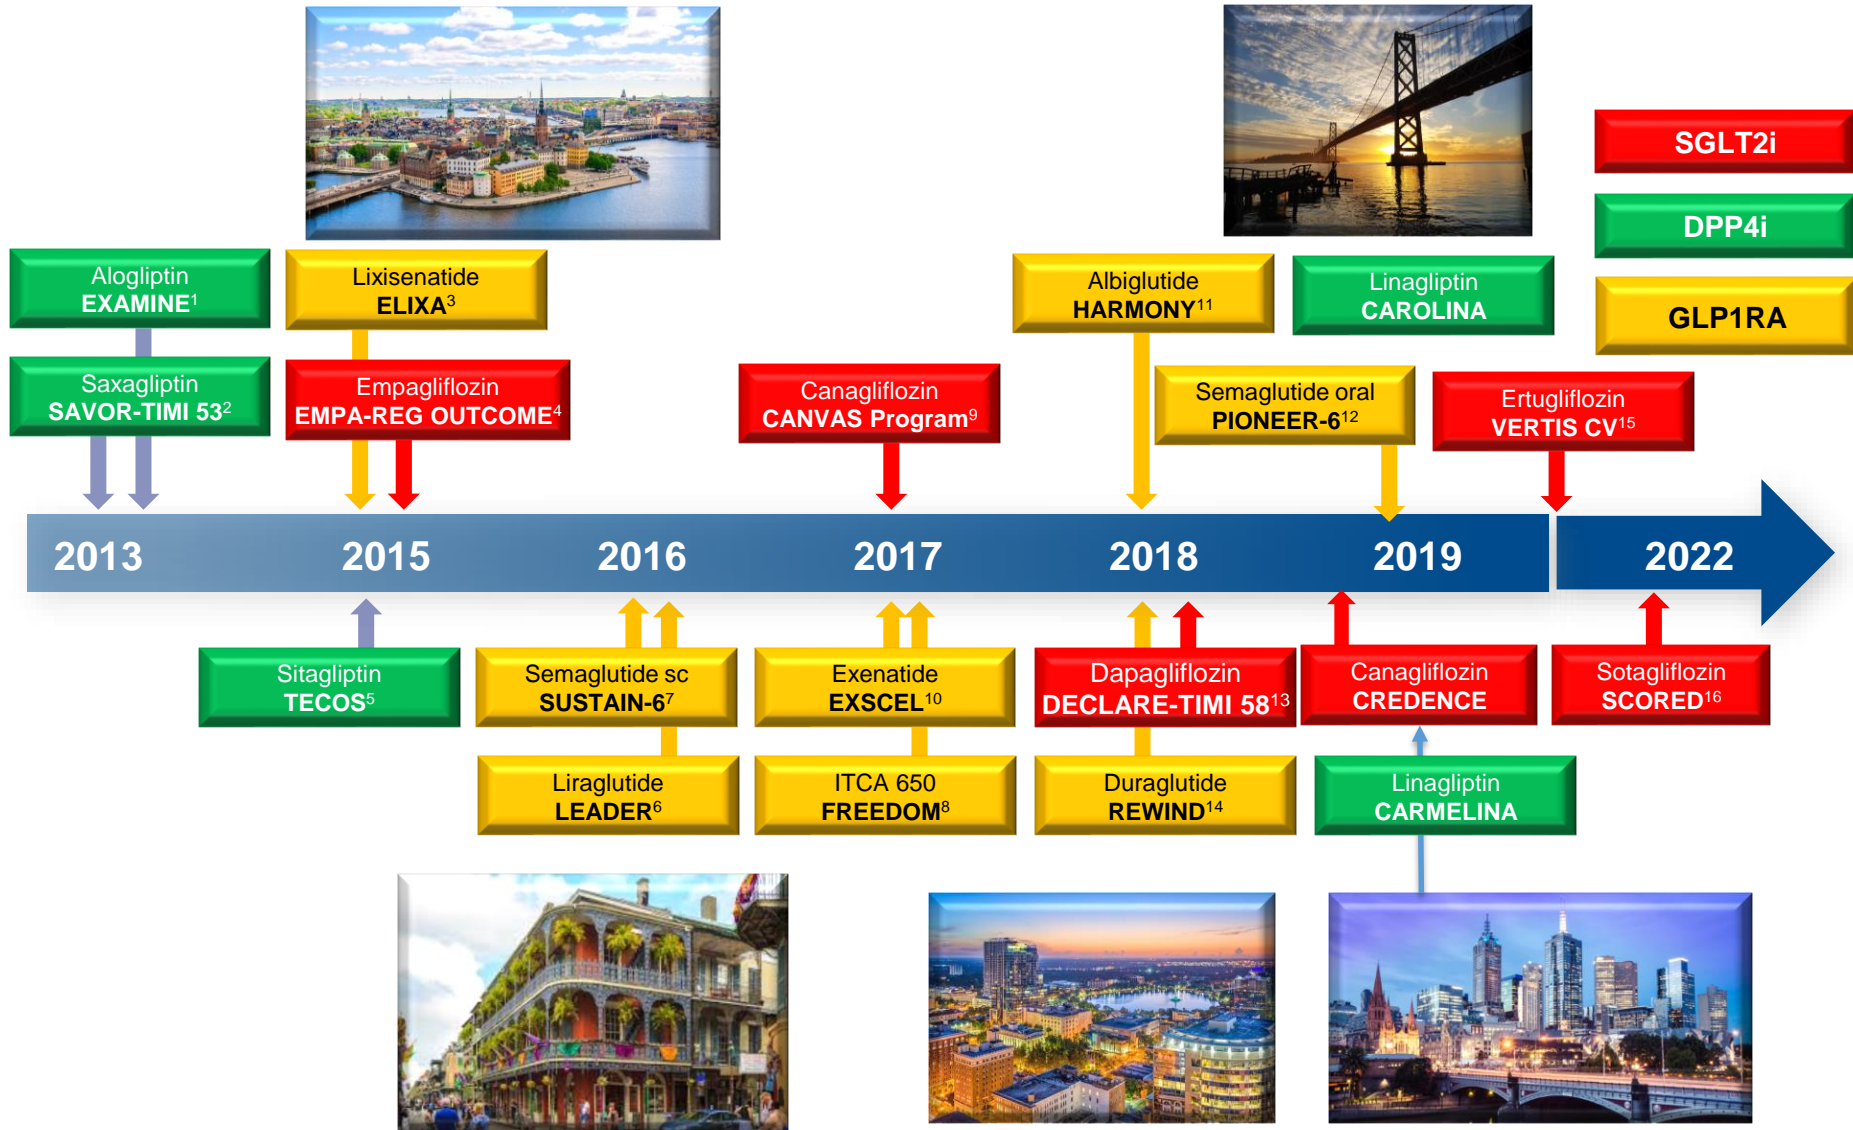 SGLT2i
DPP4i
GLP1RA
Alogliptin
EXAMINE¹
Lixisenatide
ELIXA³
Albiglutide
HARMONY¹¹
Linagliptin
CAROLINA
Saxagliptin
SAVOR-TIMI 53²
Empagliflozin
EMPA-REG OUTCOME⁴
Canagliflozin
CANVAS Program⁹
Semaglutide oral
PIONEER-6¹²
Ertugliflozin
VERTIS CV¹⁵
2013 2015 2016 2017 2018 2019 2022
Sitagliptin
TECOS⁵
Semaglutide sc
SUSTAIN-6⁷
Exenatide
EXSCEL¹⁰
Dapagliflozin
DECLARE-TIMI 58¹³
Canagliflozin
CREDENCE
Sotagliflozin
SCORED¹⁶
Liraglutide
LEADER⁶
ITCA 650
FREEDOM⁸
Duraglutide
REWIND¹⁴
Linagliptin
CARMELINA